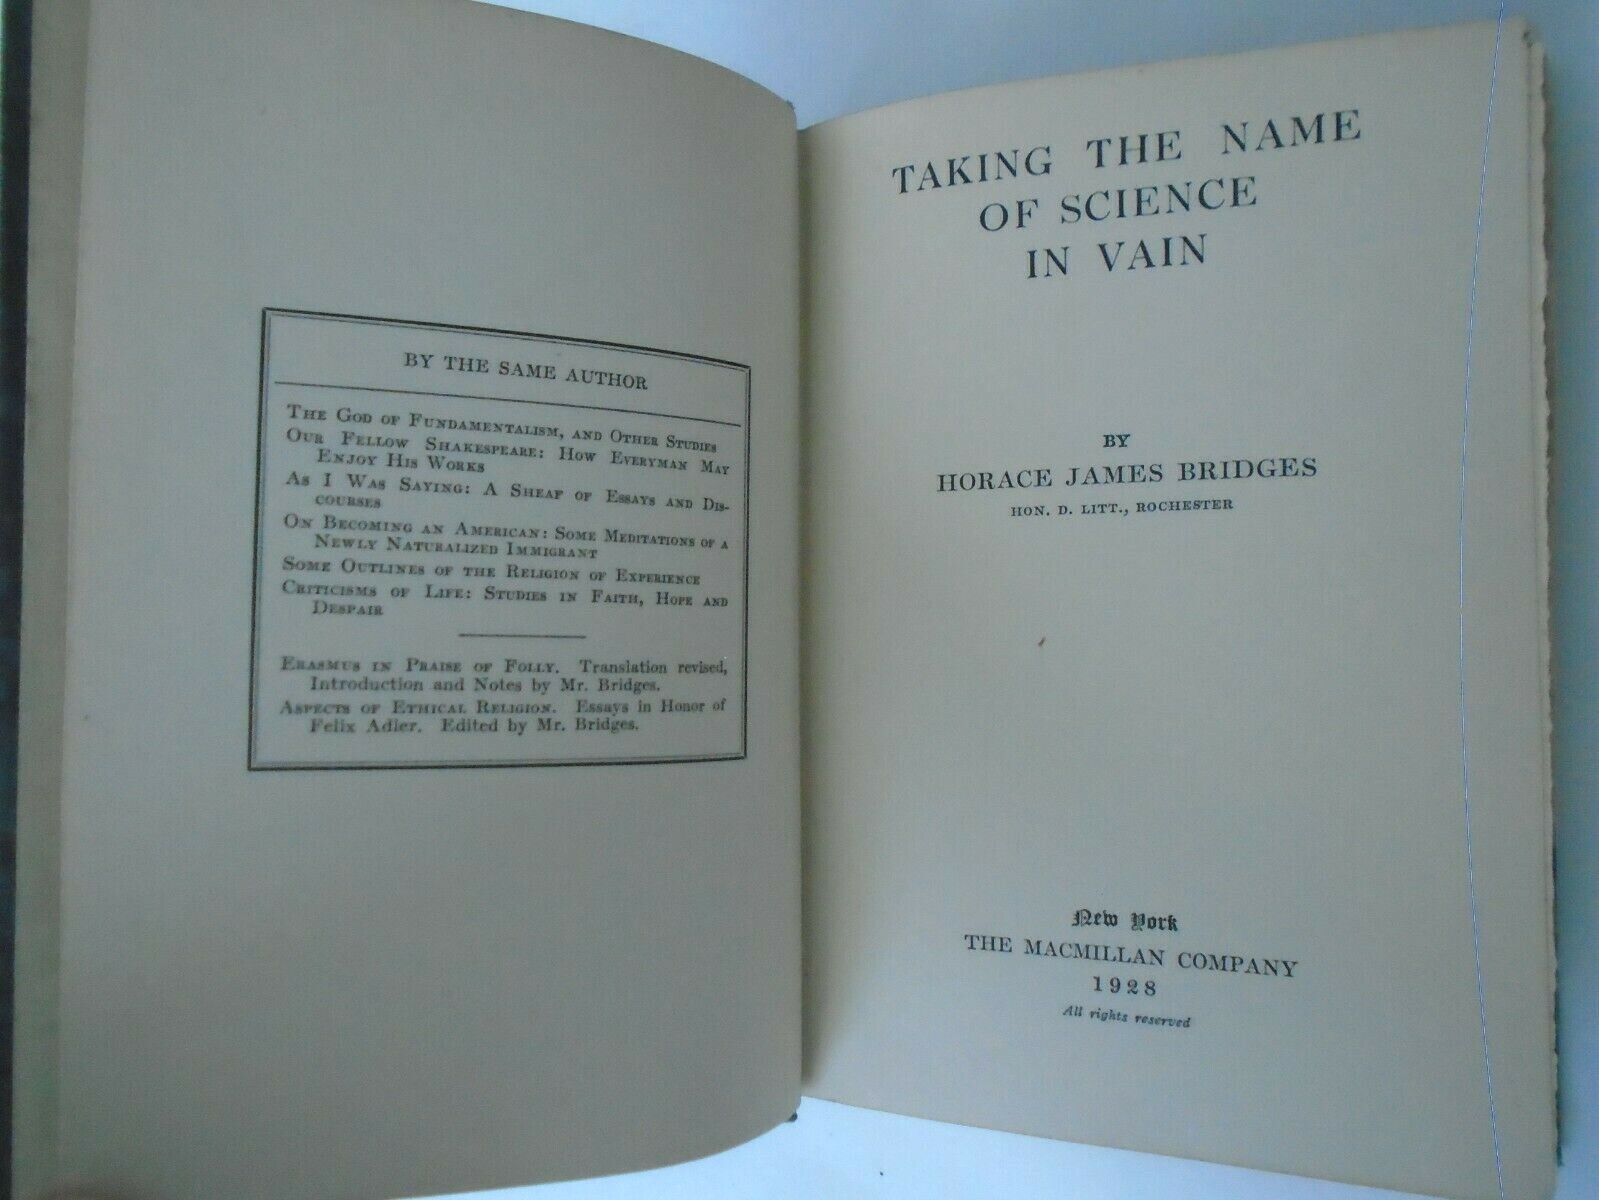 BY THE SAME AUTHOR
THE GOD OF FUNDAMENTALISM, AND OTHER STUDIES
OUR FELLOW SHAKESPEARE: HOW EVERYMAN MAY
ENJOY HIS WORKS
AS I WAS SAYING: A SHEAF OF ESSAYS AND DIS-
COURSES
ON BECOMING AN AMERICAN: SOME MEDITATIONS OF A
NEWLY NATURALIZED IMMIGRANT
SOME OUTLINES OF THE RELIGION OF EXPERIENCE
CRITICISMS OF LIFE: STUDIES IN FAITH, HOPE AND
DESPAIR
ERASMUS IN PRAISE OF FOLLY. Translation revised,
Introduction and Notes by Mr. Bridges.
ASPECTS OF ETHICAL RELIGION. Essays in Honor of
Felix Adler. Edited by Mr. Bridges.
TAKING THE NAME
OF SCIENCE
IN VAIN
BY
HORACE JAMES BRIDGES
HON. D. LITT., ROCHESTER
New York
THE MACMILLAN COMPANY
1928
All rights reserved